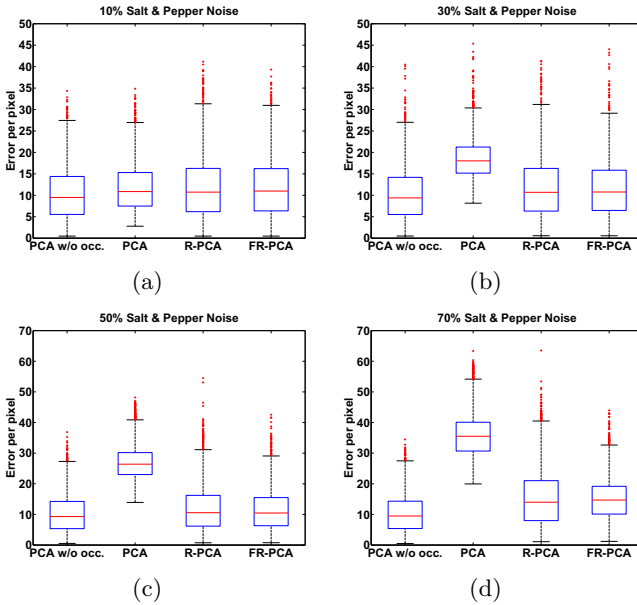 10% Salt & Pepper Noise
Error per pixel
50
45
40
35
30
25
20
15
10
5
0
PCA w/o occ. PCA R-PCA FR-PCA
(a)
30% Salt & Pepper Noise
Error per pixel
50
45
40
35
30
25
20
15
10
5
0
PCA w/o occ. PCA R-PCA FR-PCA
(b)
50% Salt & Pepper Noise
Error per pixel
70
60
50
40
30
20
10
0
PCA w/o occ. PCA R-PCA FR-PCA
(c)
70% Salt & Pepper Noise
Error per pixel
70
60
50
40
30
20
10
0
PCA w/o occ. PCA R-PCA FR-PCA
(d)